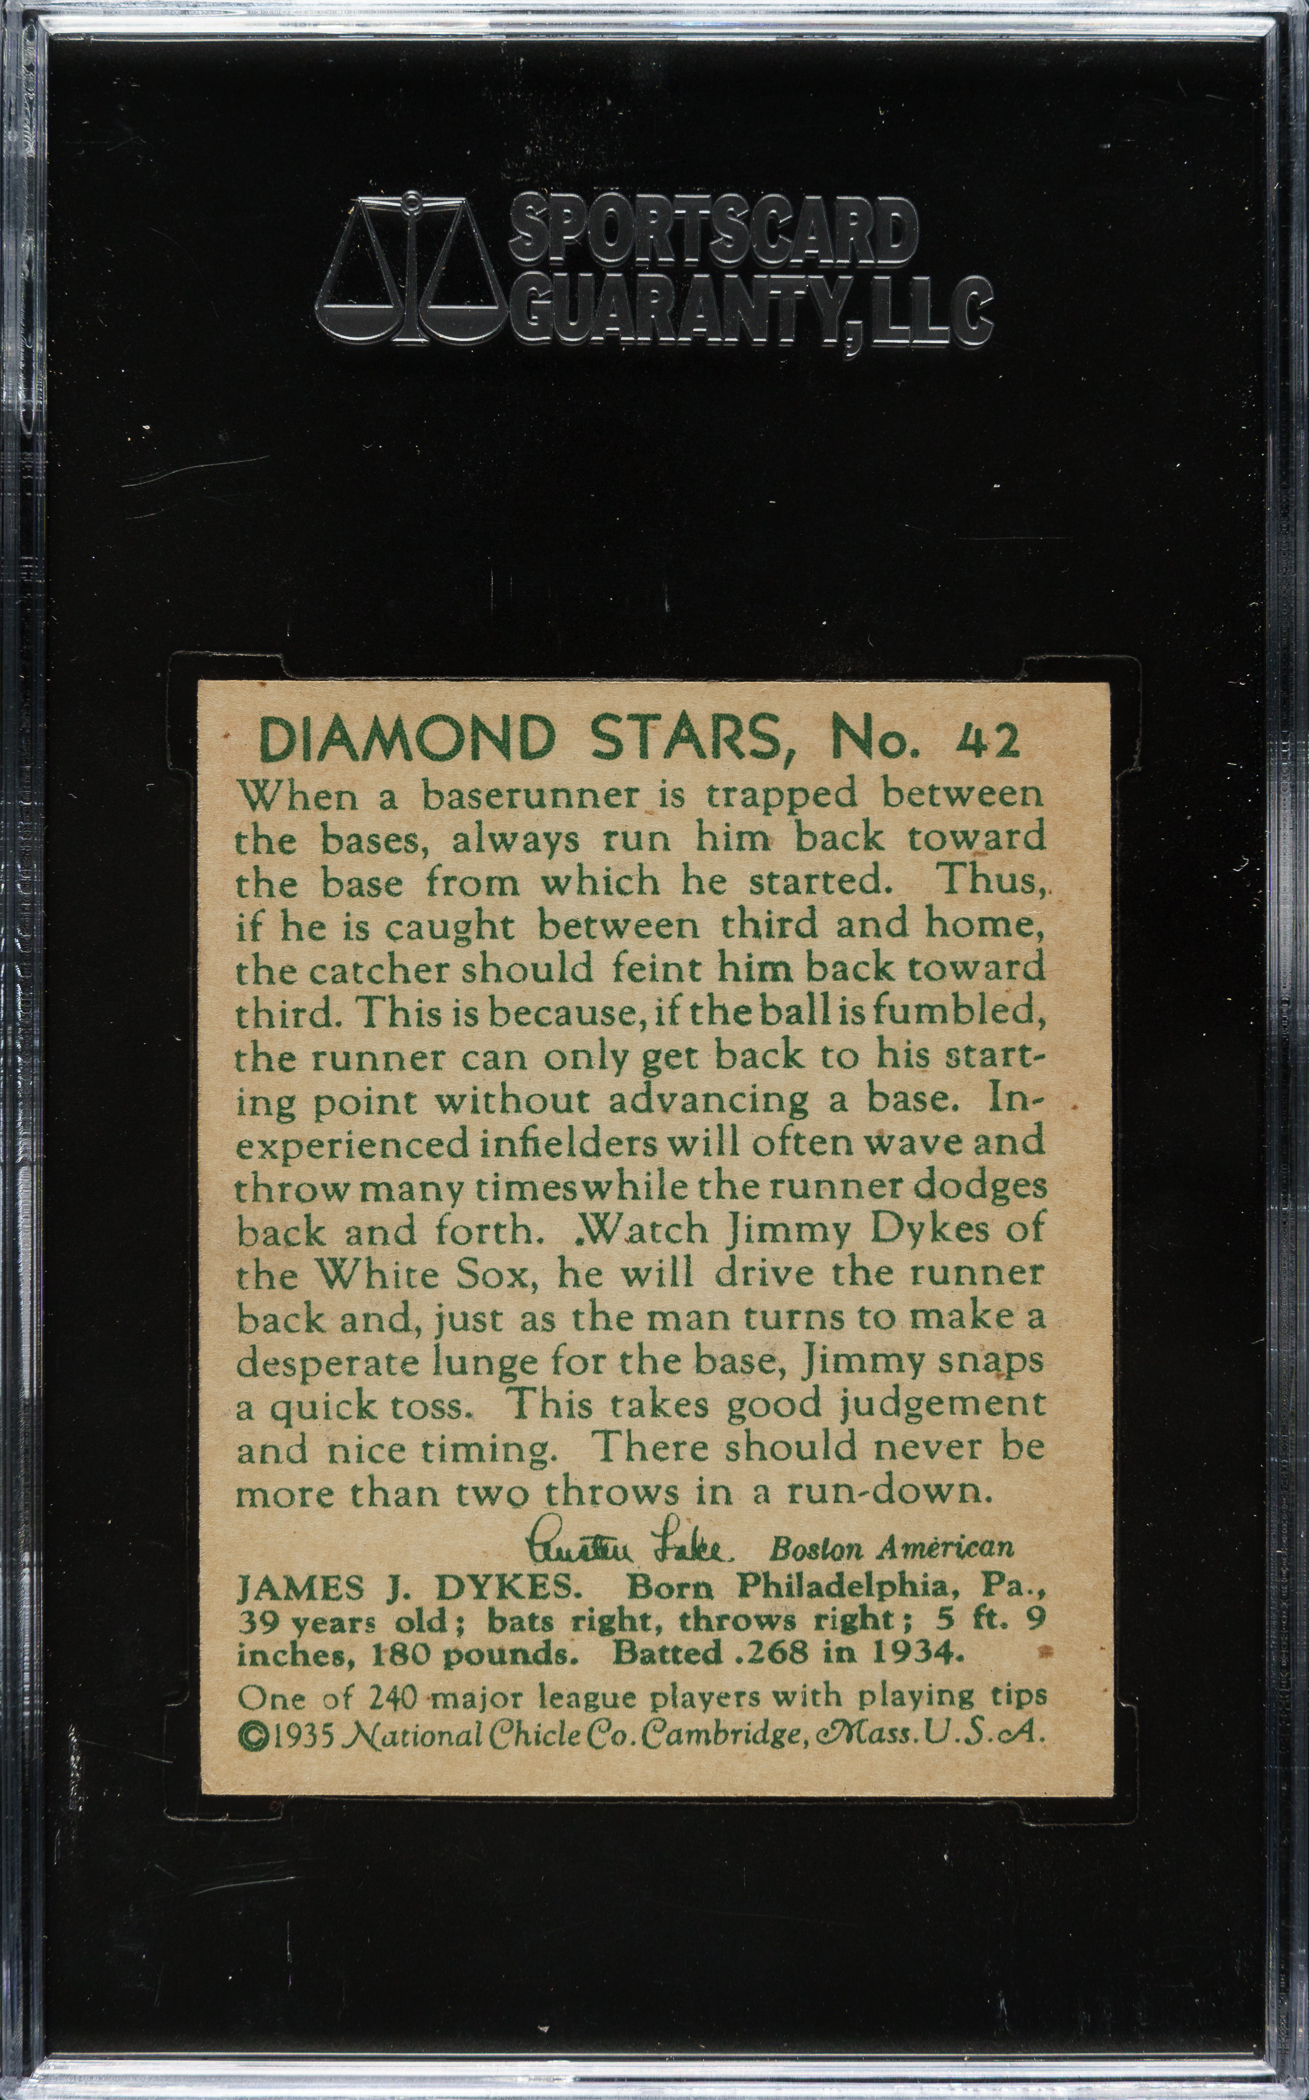 SPORTSCARD
GUARANTY, LLC
DIAMOND STARS, No. 42
When a baserunner is trapped between
the bases, always run him back toward
the base from which he started. Thus,
if he is caught between third and home,
the catcher should feint him back toward
third. This is because, if the ball is fumbled,
the runner can only get back to his start-
ing point without advancing a base. In-
experienced infielders will often wave and
throw many times while the runner dodges
back and forth. Watch Jimmy Dykes of
the White Sox, he will drive the runner
back and, just as the man turns to make a
desperate lunge for the base, Jimmy snaps
a quick toss. This takes good judgement
and nice timing. There should never be
more than two throws in a run-down.
Austen Lake. Boston American
JAMES J. DYKES. Born Philadelphia, Pa.,
39 years old; bats right, throws right; 5 ft. 9
inches, 180 pounds. Batted .268 in 1934.
One of 240 major league players with playing tips
©1935 National Chicle Co. Cambridge, Mass. U.S.A.